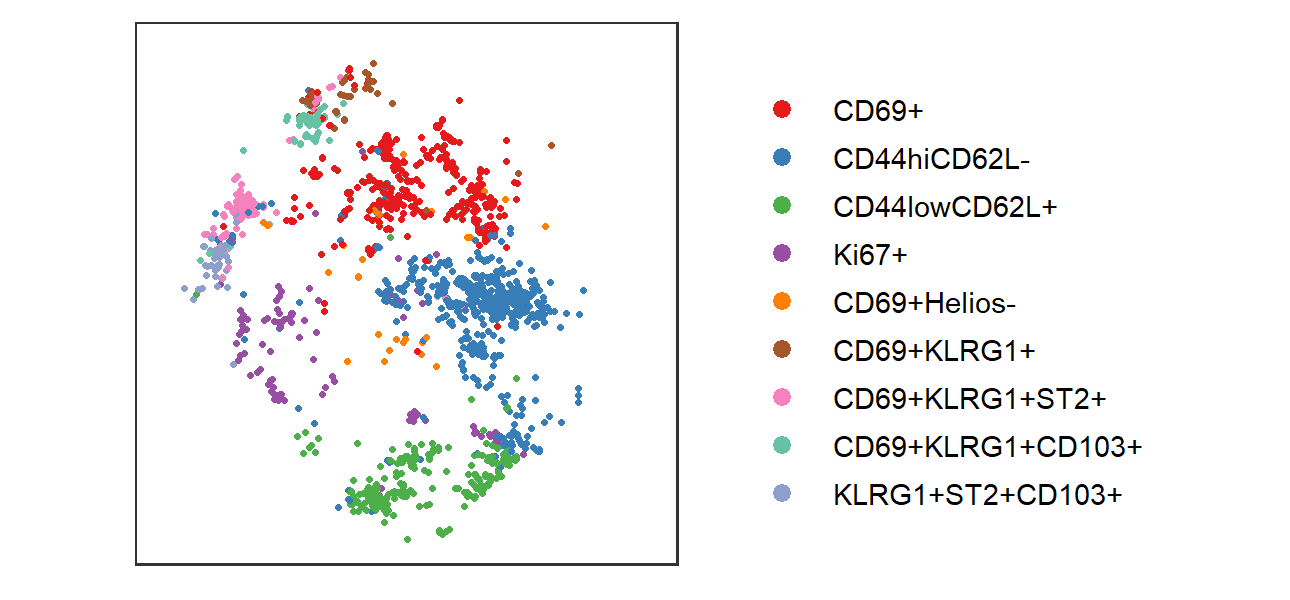 CD69+
CD44hiCD62L-
CD44lowCD62L+
Ki67+
CD69+Helios-
CD69+KLRG1+
CD69+KLRG1+ST2+
CD69+KLRG1+CD103+
KLRG1+ST2+CD103+